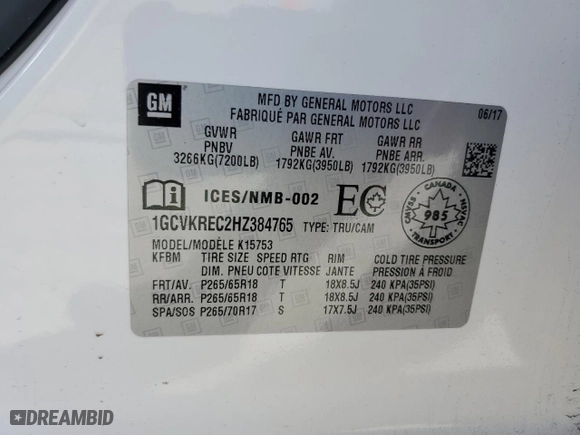 GM
MFD BY GENERAL MOTORS LLC
FABRIQUÉ PAR GENERAL MOTORS LLC
06/17
GVWR GAWR FRT GAWR RR
PNBV PNBE AV. PNBE ARR.
3266KG(7200LB) 1792KG(3950LB) 1792KG(3950LB)
i ICES/NMB-002 EC
CANADA
CMVSS 985 NSVAC
TRANSPORT
1GCVKREC2HZ384765 TYPE: TRU/CAM
MODEL/MODÈLE K15753
KFBM TIRE SIZE SPEED RTG RIM COLD TIRE PRESSURE
DIM. PNEU COTE VITESSE JANTE PRESSION À FROID
FRT/AV. P265/65R18 T 18X8.5J 240 KPA(35PSI)
RR/ARR. P265/65R18 T 18X8.5J 240 KPA(35PSI)
SPA/SOS P265/70R17 S 17X7.5J 240 KPA(35PSI)
DREAMBID